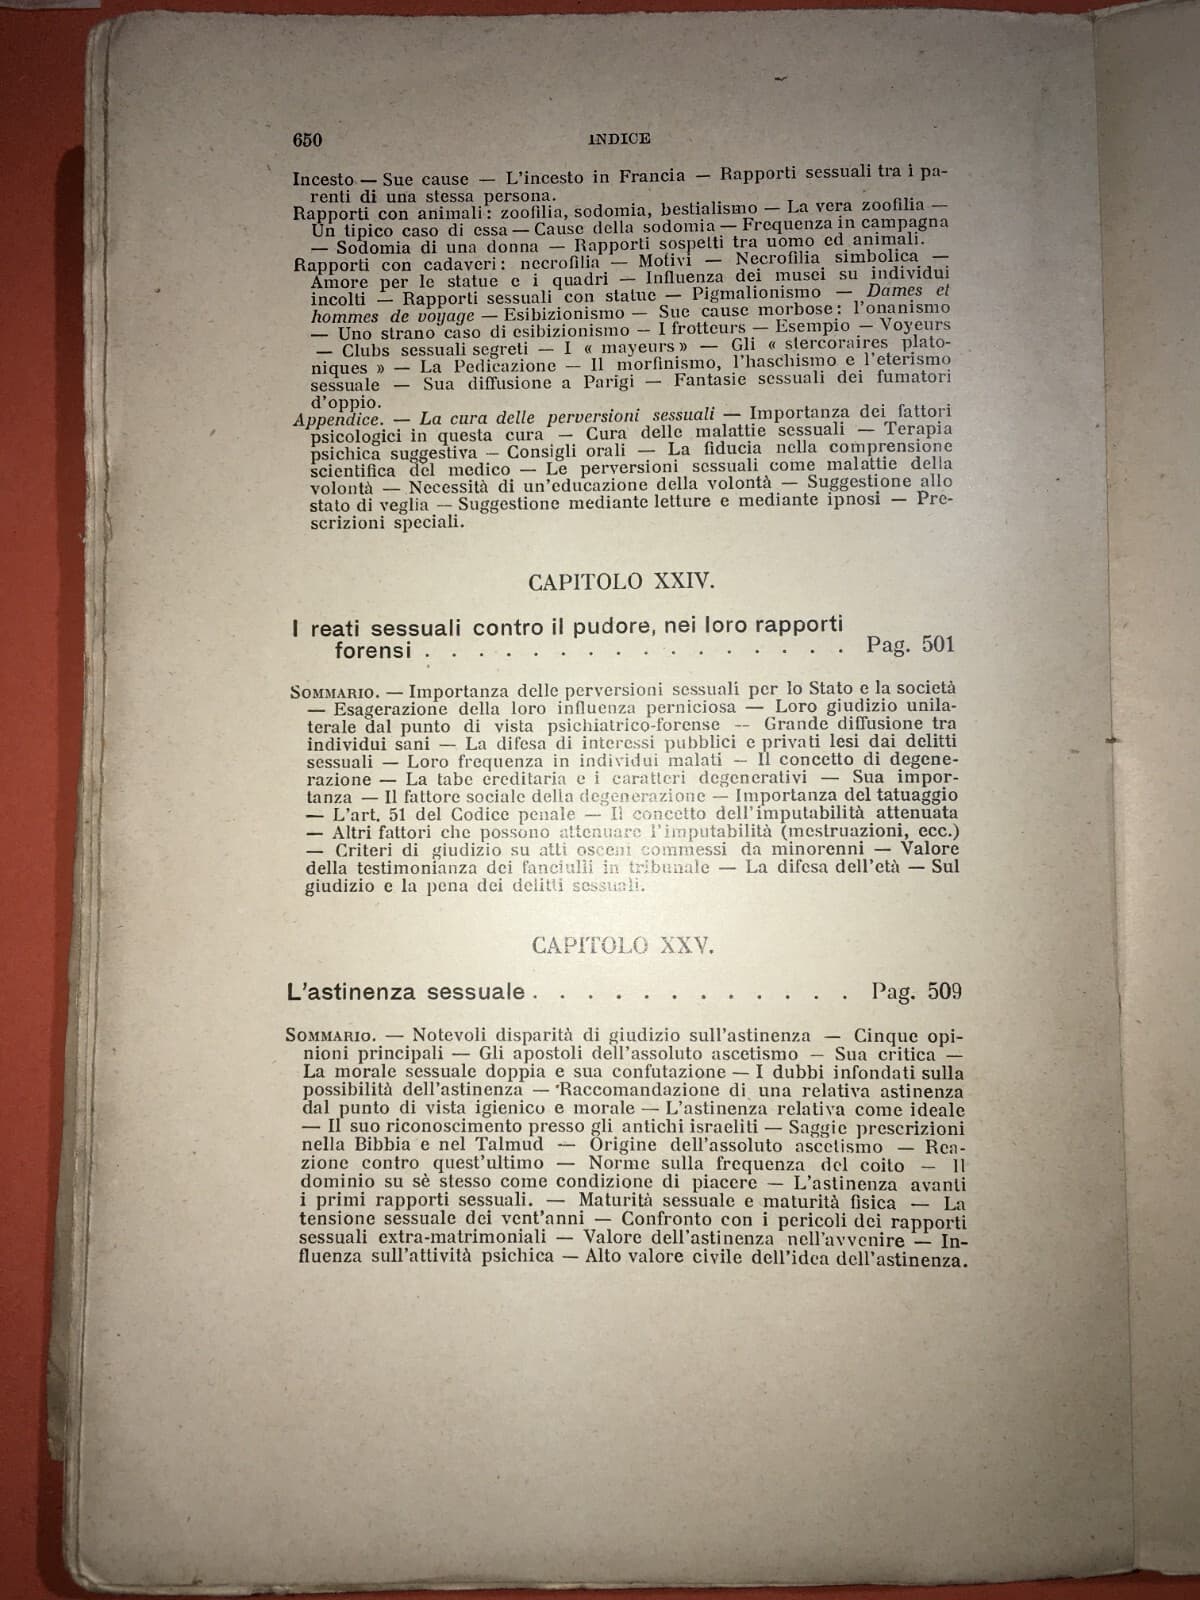 650
INDICE
Incesto — Sue cause — L'incesto in Francia — Rapporti sessuali tra i pa-
renti di una stessa persona.
Rapporti con animali: zoofilia, sodomia, bestialismo — La vera zoofilia —
Un tipico caso di essa — Cause della sodomia — Frequenza in campagna
— Sodomia di una donna — Rapporti sospetti tra uomo ed animali.
Rapporti con cadaveri: necrofilia — Motivi — Necrofilia simbolica —
Amore per le statue e i quadri — Influenza dei musei su individui
incolti — Rapporti sessuali con statue — Pigmalionismo — Dames et
hommes de voyage — Esibizionismo — Sue cause morbose: l'onanismo
— Uno strano caso di esibizionismo — I frotteurs — Esempio — Voyeurs
— Clubs sessuali segreti — I « mayeurs » — Gli « stercoraires plato-
niques » — La Pedicazione — Il morfinismo, l'haschismo e l'eterismo
sessuale — Sua diffusione a Parigi — Fantasie sessuali dei fumatori
d'oppio.
Appendice. — La cura delle perversioni sessuali — Importanza dei fattori
psicologici in questa cura — Cura delle malattie sessuali — Terapia
psichica suggestiva — Consigli orali — La fiducia nella comprensione
scientifica del medico — Le perversioni sessuali come malattie della
volontà — Necessità di un'educazione della volontà — Suggestione allo
stato di veglia — Suggestione mediante letture e mediante ipnosi — Pre-
scrizioni speciali.
CAPITOLO XXIV.
I reati sessuali contro il pudore, nei loro rapporti
forensi . . . . . . . . . . . . . . . . Pag. 501
SOMMARIO. — Importanza delle perversioni sessuali per lo Stato e la società
— Esagerazione della loro influenza perniciosa — Loro giudizio unila-
terale dal punto di vista psichiatrico-forense — Grande diffusione tra
individui sani — La difesa di interessi pubblici e privati lesi dai delitti
sessuali — Loro frequenza in individui malati — Il concetto di degene-
razione — La tabe ereditaria e i caratteri degenerativi — Sua impor-
tanza — Il fattore sociale della degenerazione — Importanza del tatuaggio
— L'art. 51 del Codice penale — Il concetto dell'imputabilità attenuata
— Altri fattori che possono attenuare l'imputabilità (mestruazioni, ecc.)
— Criteri di giudizio su atti osceni commessi da minorenni — Valore
della testimonianza dei fanciulli in tribunale — La difesa dell'età — Sul
giudizio e la pena dei delitti sessuali.
CAPITOLO XXV.
L'astinenza sessuale . . . . . . . . . . . . Pag. 509
SOMMARIO. — Notevoli disparità di giudizio sull'astinenza — Cinque opi-
nioni principali — Gli apostoli dell'assoluto ascetismo — Sua critica —
La morale sessuale doppia e sua confutazione — I dubbi infondati sulla
possibilità dell'astinenza — Raccomandazione di una relativa astinenza
dal punto di vista igienico e morale — L'astinenza relativa come ideale
— Il suo riconoscimento presso gli antichi israeliti — Saggie prescrizioni
nella Bibbia e nel Talmud — Origine dell'assoluto ascetismo — Rea-
zione contro quest'ultimo — Norme sulla frequenza del coito — Il
dominio su sè stesso come condizione di piacere — L'astinenza avanti
i primi rapporti sessuali. — Maturità sessuale e maturità fisica — La
tensione sessuale dei vent'anni — Confronto con i pericoli dei rapporti
sessuali extra-matrimoniali — Valore dell'astinenza nell'avvenire — In-
fluenza sull'attività psichica — Alto valore civile dell'idea dell'astinenza.